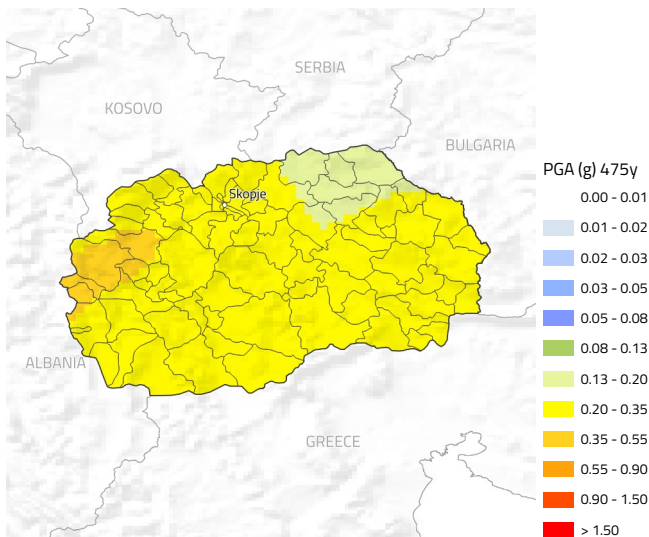 SERBIA
KOSOVO
BULGARIA
Skopje
ALBANIA
GREECE
PGA (g) 475y
0.00 - 0.01
0.01 - 0.02
0.02 - 0.03
0.03 - 0.05
0.05 - 0.08
0.08 - 0.13
0.13 - 0.20
0.20 - 0.35
0.35 - 0.55
0.55 - 0.90
0.90 - 1.50
> 1.50